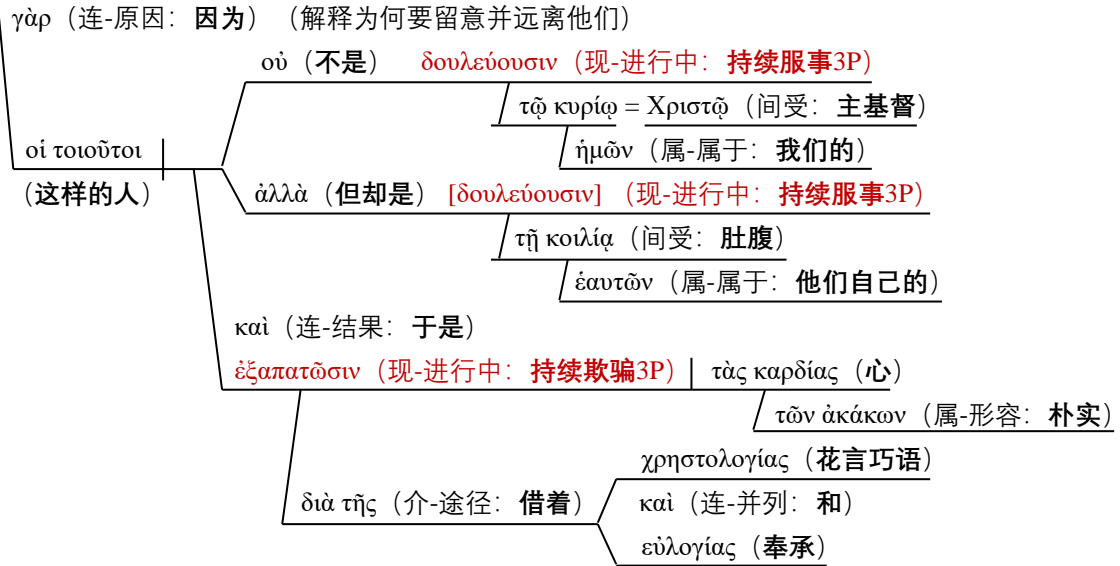 γὰρ（连-原因：因为）（解释为何要留意并远离他们）
οὐ（不是） δουλεύουσιν（现-进行中：持续服事3P）
τῷ κυρίῳ = Χριστῷ（间受：主基督）
οἱ τοιοῦτοι
ἡμῶν（属-属于：我们的）
（这样的人）
ἀλλὰ（但却是） [δουλεύουσιν]（现-进行中：持续服事3P）
τῇ κοιλίᾳ（间受：肚腹）
ἑαυτῶν（属-属于：他们自己的）
καὶ（连-结果：于是）
ἐξαπατῶσιν（现-进行中：持续欺骗3P） τὰς καρδίας（心）
τῶν ἀκάκων（属-形容：朴实）
χρηστολογίας（花言巧语）
διὰ τῆς（介-途径：借着）
καὶ（连-并列：和）
εὐλογίας（奉承）